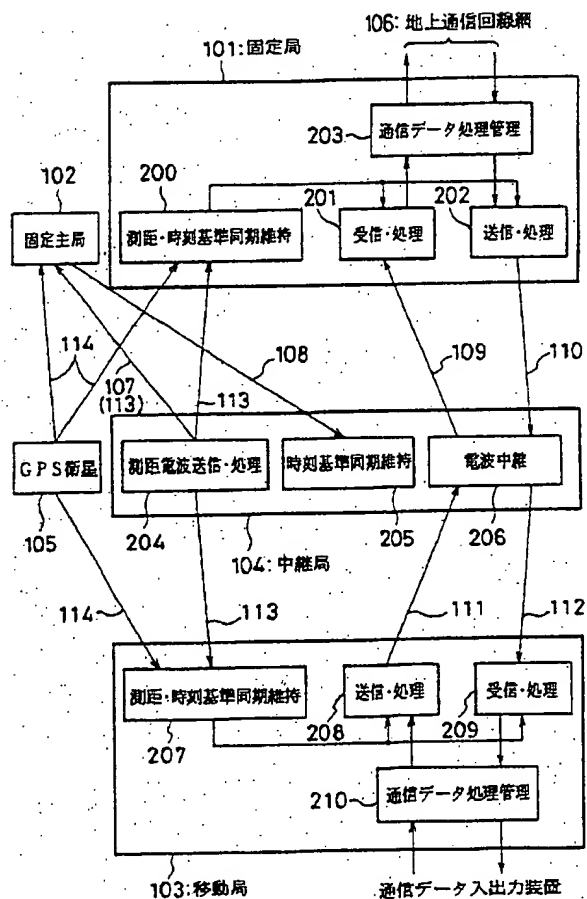 106:地上通信回線網
101:固定局
203
通信データ処理管理
102
200
201
202
固定主局
測距・時刻基準同期維持
受信・処理
送信・処理
114
107
(113)
113
108
109
110
GPS衛星
測距電波送信・処理
時刻基準同期維持
電波中継
105
204
205
206
104:中継局
114
113
111
112
測距・時刻基準同期維持
送信・処理
受信・処理
207
208
209
210
通信データ処理管理
103:移動局
通信データ入出力装置